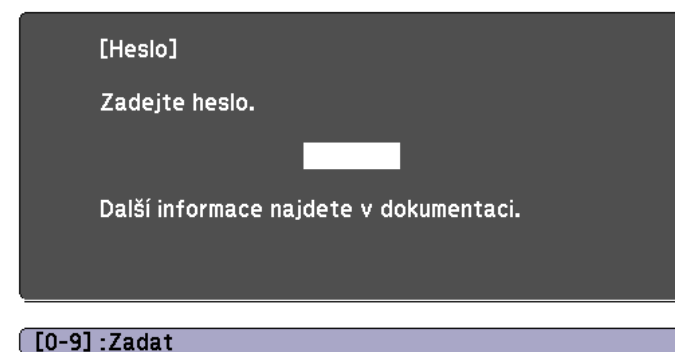 [Heslo]
Zadejte heslo.
Další informace najdete v dokumentaci.
[0-9] :Zadat